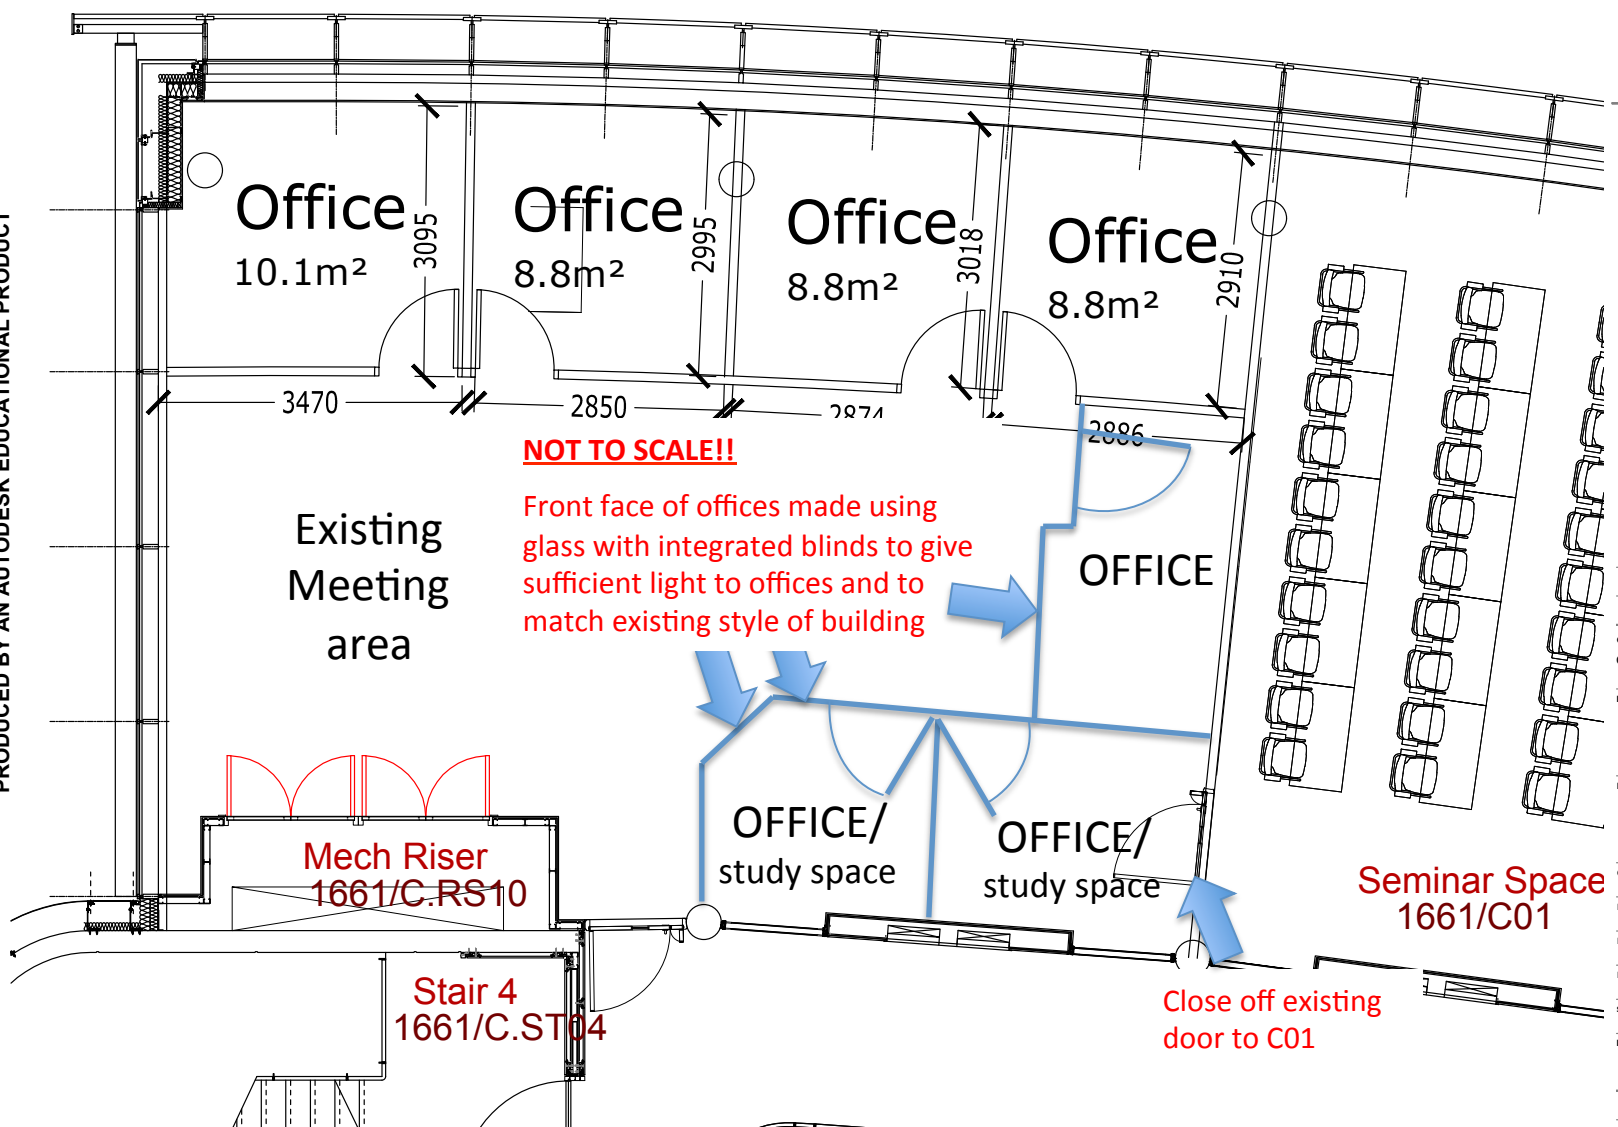 PRODUCED BY AN AUTODESK EDUCATIONAL PRODUCT
Office
10.1m²
3095
Office
8.8m²
2995
Office
8.8m²
3018
Office
8.8m²
2910
3470
2850
2874
2886
NOT TO SCALE!!
Front face of offices made using
glass with integrated blinds to give
sufficient light to offices and to
match existing style of building
Existing
Meeting
area
OFFICE
OFFICE/
study space
OFFICE/
study space
Mech Riser
1661/C.RS10
Seminar Space
1661/C01
Stair 4
1661/C.ST04
Close off existing
door to C01